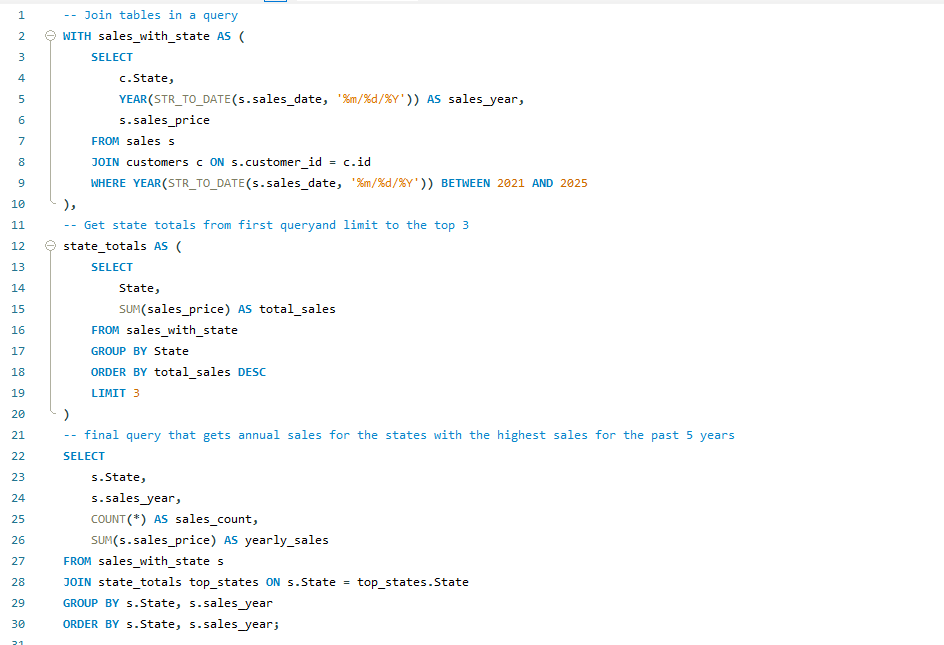 1 -- Join tables in a query
2 WITH sales_with_state AS (
3 SELECT
4 c.State,
5 YEAR(STR_TO_DATE(s.sales_date, '%m/%d/%Y')) AS sales_year,
6 s.sales_price
7 FROM sales s
8 JOIN customers c ON s.customer_id = c.id
9 WHERE YEAR(STR_TO_DATE(s.sales_date, '%m/%d/%Y')) BETWEEN 2021 AND 2025
10 ),
11 -- Get state totals from first queryand limit to the top 3
12 state_totals AS (
13 SELECT
14 State,
15 SUM(sales_price) AS total_sales
16 FROM sales_with_state
17 GROUP BY State
18 ORDER BY total_sales DESC
19 LIMIT 3
20 )
21 -- final query that gets annual sales for the states with the highest sales for the past 5 years
22 SELECT
23 s.State,
24 s.sales_year,
25 COUNT(*) AS sales_count,
26 SUM(s.sales_price) AS yearly_sales
27 FROM sales_with_state s
28 JOIN state_totals top_states ON s.State = top_states.State
29 GROUP BY s.State, s.sales_year
30 ORDER BY s.State, s.sales_year;
31